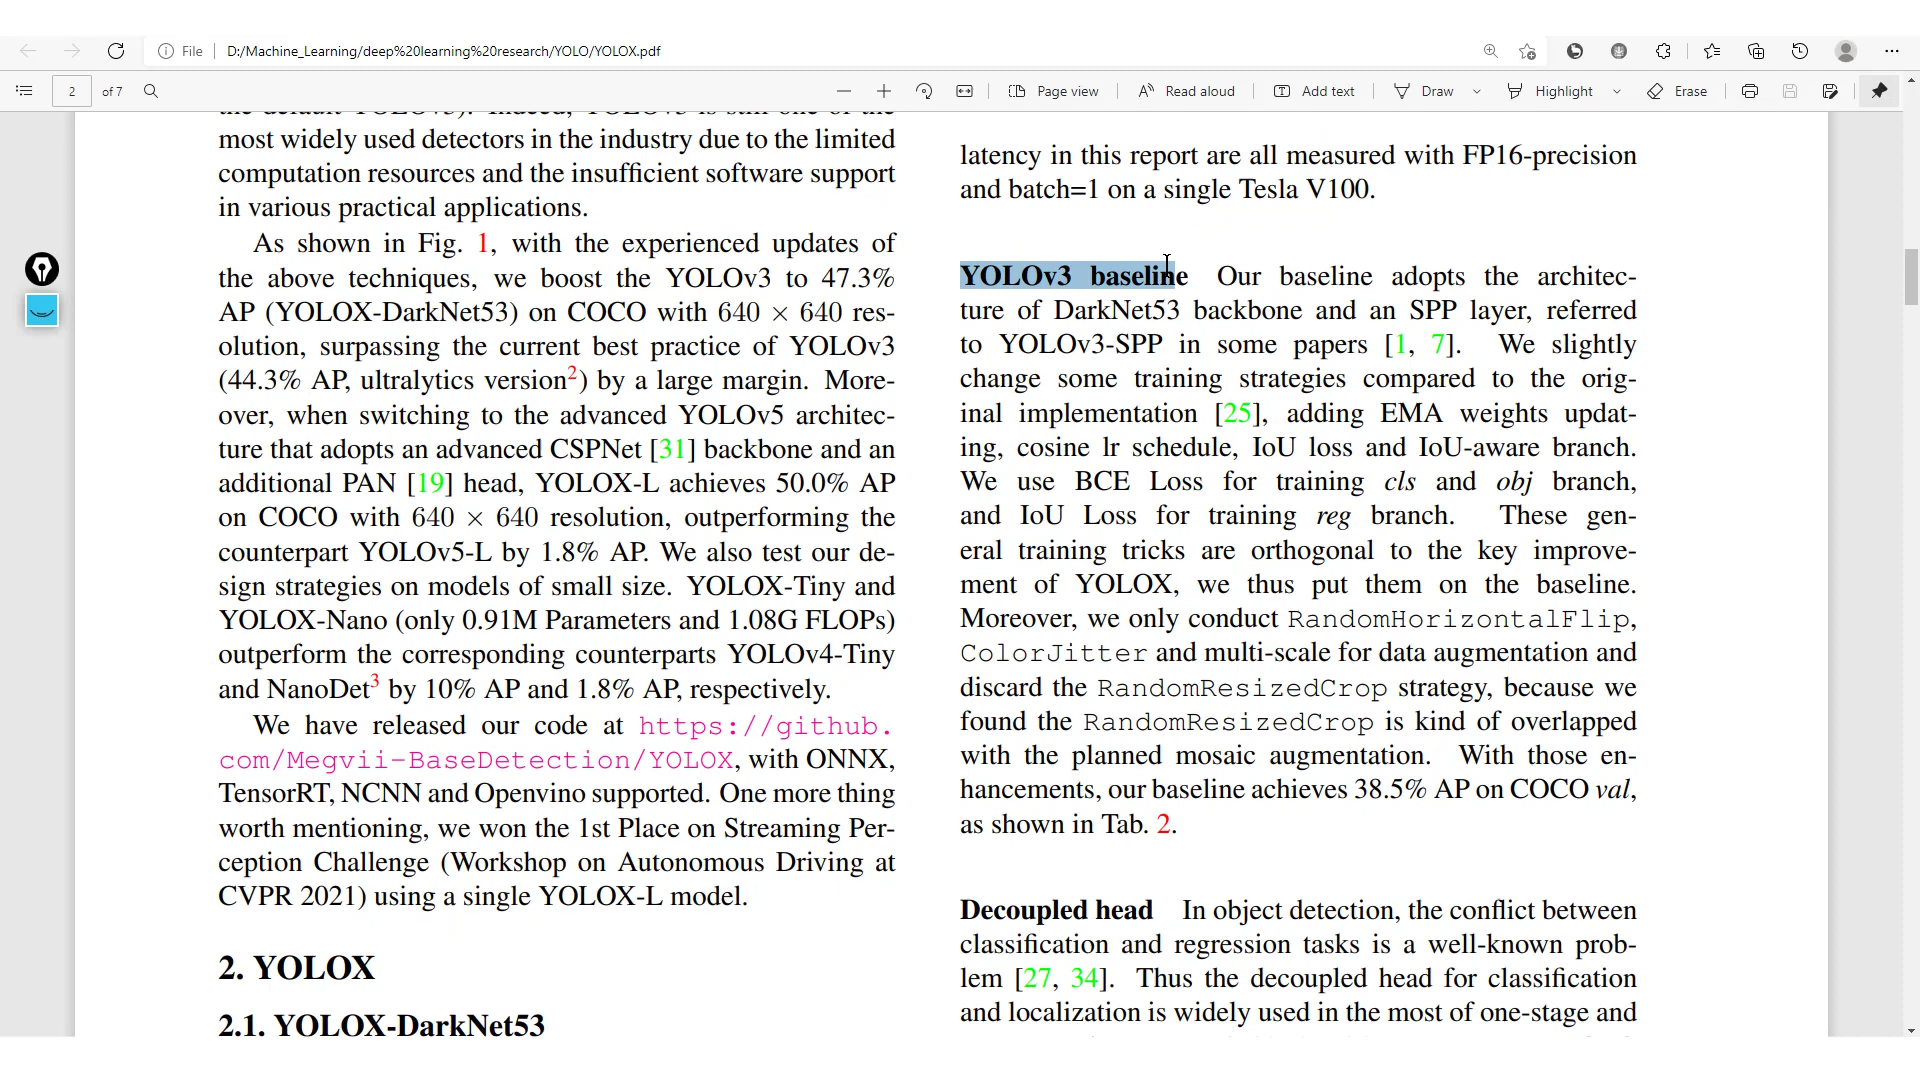 File
D:/Machine_Learning/deep%20learning%20research/YOLO/YOLOX.pdf
2 of 7
Page view
Read aloud
Add text
Draw
Highlight
Erase
most widely used detectors in the industry due to the limited
computation resources and the insufficient software support
in various practical applications.
As shown in Fig. 1, with the experienced updates of
the above techniques, we boost the YOLOv3 to 47.3%
AP (YOLOX-DarkNet53) on COCO with 640 × 640 res-
olution, surpassing the current best practice of YOLOv3
(44.3% AP, ultralytics version2) by a large margin. More-
over, when switching to the advanced YOLOv5 architec-
ture that adopts an advanced CSPNet [31] backbone and an
additional PAN [19] head, YOLOX-L achieves 50.0% AP
on COCO with 640 × 640 resolution, outperforming the
counterpart YOLOv5-L by 1.8% AP. We also test our de-
sign strategies on models of small size. YOLOX-Tiny and
YOLOX-Nano (only 0.91M Parameters and 1.08G FLOPs)
outperform the corresponding counterparts YOLOv4-Tiny
and NanoDet3 by 10% AP and 1.8% AP, respectively.
We have released our code at https://github.
com/Megvii-BaseDetection/YOLOX, with ONNX,
TensorRT, NCNN and Openvino supported. One more thing
worth mentioning, we won the 1st Place on Streaming Per-
ception Challenge (Workshop on Autonomous Driving at
CVPR 2021) using a single YOLOX-L model.
2. YOLOX
2.1. YOLOX-DarkNet53
latency in this report are all measured with FP16-precision
and batch=1 on a single Tesla V100.
YOLOv3 baseline Our baseline adopts the architec-
ture of DarkNet53 backbone and an SPP layer, referred
to YOLOv3-SPP in some papers [1, 7]. We slightly
change some training strategies compared to the orig-
inal implementation [25], adding EMA weights updat-
ing, cosine lr schedule, IoU loss and IoU-aware branch.
We use BCE Loss for training cls and obj branch,
and IoU Loss for training reg branch. These gen-
eral training tricks are orthogonal to the key improve-
ment of YOLOX, we thus put them on the baseline.
Moreover, we only conduct RandomHorizontalFlip,
ColorJitter and multi-scale for data augmentation and
discard the RandomResizedCrop strategy, because we
found the RandomResizedCrop is kind of overlapped
with the planned mosaic augmentation. With those en-
hancements, our baseline achieves 38.5% AP on COCO val,
as shown in Tab. 2.
Decoupled head In object detection, the conflict between
classification and regression tasks is a well-known prob-
lem [27, 34]. Thus the decoupled head for classification
and localization is widely used in the most of one-stage and